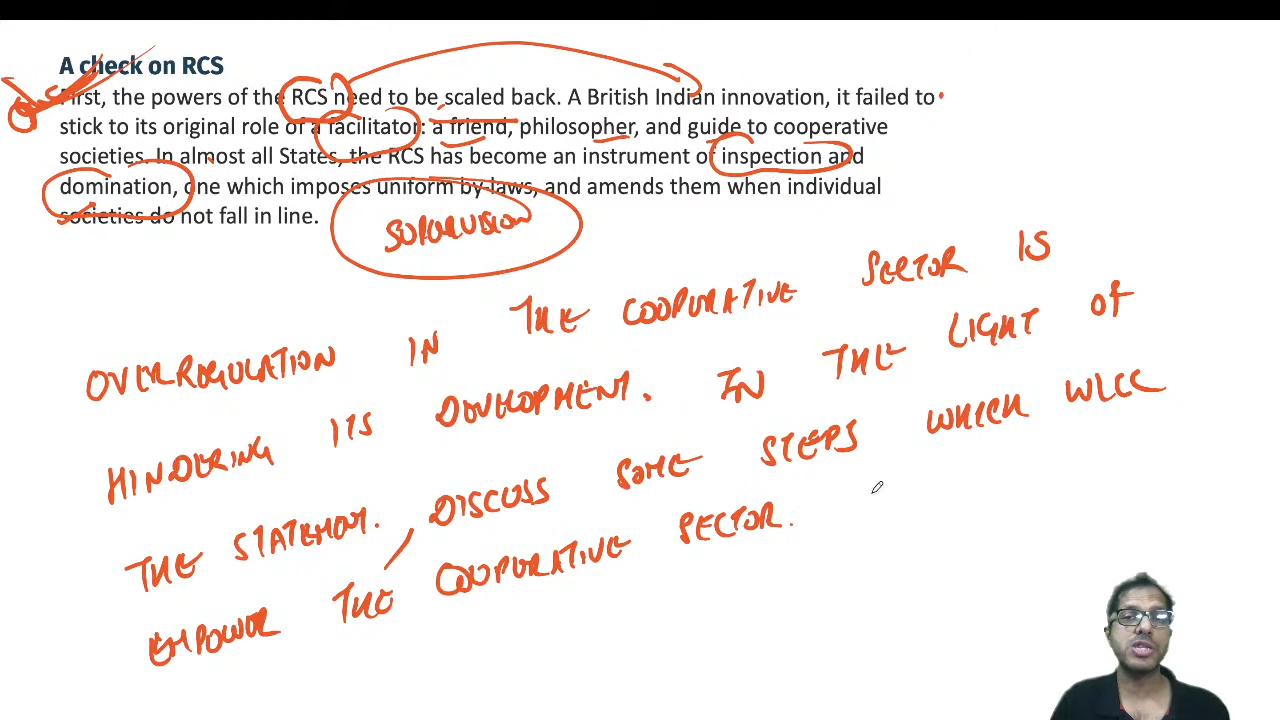 A check on RCS
First, the powers of the RCS need to be scaled back. A British Indian innovation, it failed to
stick to its original role of a facilitator: a friend, philosopher, and guide to cooperative
societies. In almost all States, the RCS has become an instrument of inspection and
domination, one which imposes uniform by-laws, and amends them when individual
societies do not fall in line.
SUPERVISION
OVERREGULATION IN THE COOPERATIVE SECTOR IS
HINDERING ITS DEVELOPMENT. IN THE LIGHT OF
THE STATEMENT, DISCUSS SOME STEPS WHICH WILL
EMPOWER THE COOPERATIVE SECTOR.